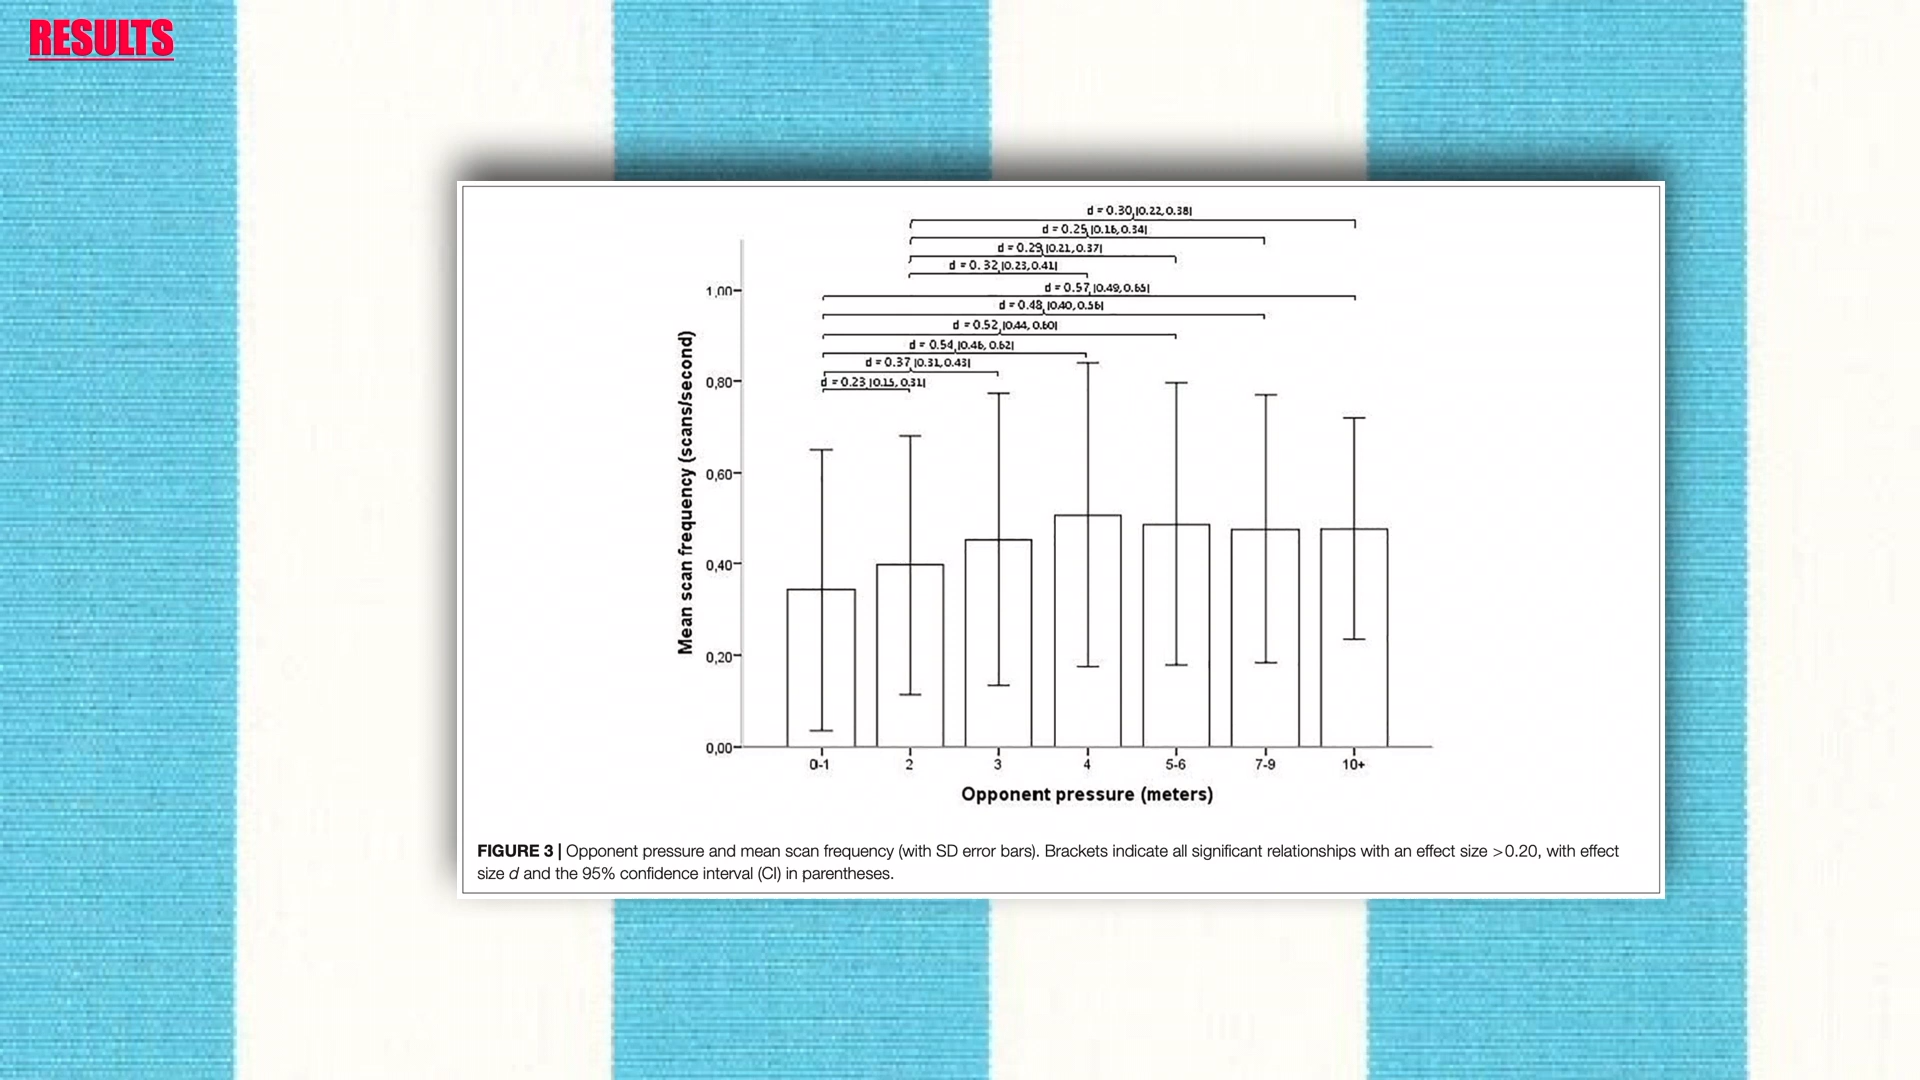 RESULTS
d = 0.30 [0.22, 0.38]
d = 0.25 [0.16, 0.34]
d = 0.29 [0.21, 0.37]
d = 0. 32 [0.23, 0.41]
d = 0.57 [0.49, 0.65]
d = 0.48 [0.40, 0.56]
d = 0.52 [0.44, 0.60]
d = 0.54 [0.46, 0.62]
d = 0.37 [0.31, 0.43]
d = 0.23 [0.15, 0.31]
1,00
0,80
0,60
0,40
0,20
0,00
Mean scan frequency (scans/second)
0-1 2 3 4 5-6 7-9 10+
Opponent pressure (meters)
FIGURE 3 | Opponent pressure and mean scan frequency (with SD error bars). Brackets indicate all significant relationships with an effect size >0.20, with effect
size d and the 95% confidence interval (CI) in parentheses.